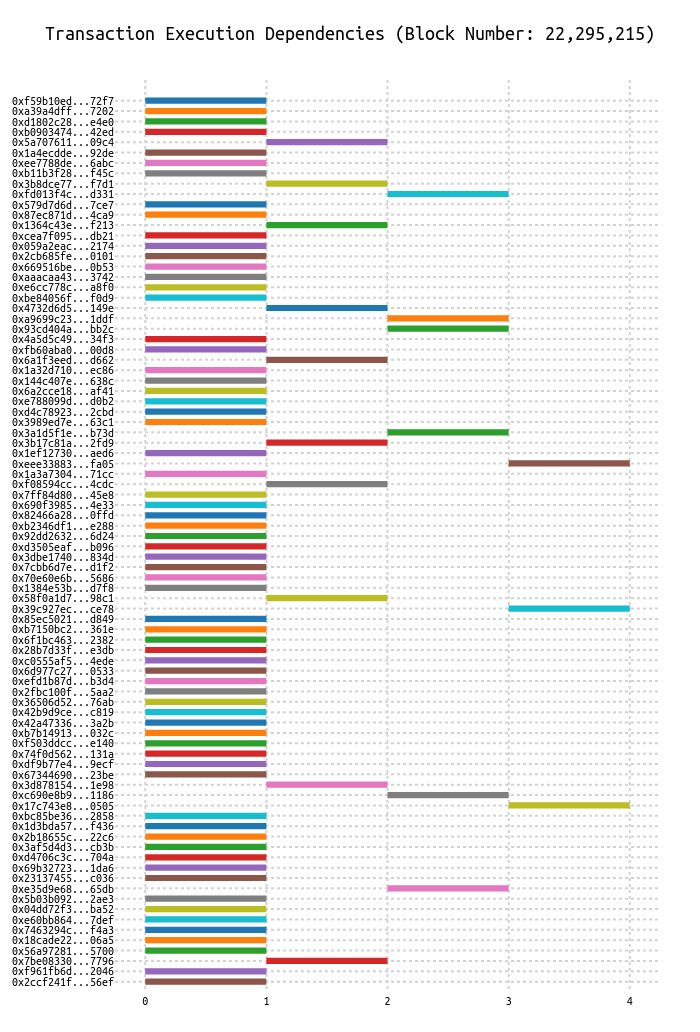 Transaction Execution Dependencies (Block Number: 22,295,215)
0xf59b10ed...72f7
0xa39a4dff...7202
0xd1802c28...e4e0
0xb0903474...42ed
0x5a707611...09c4
0x1a4ecdde...92de
0xee7788de...6abc
0xb11b3f28...f45c
0x3b8dce77...f7d1
0xfd013f4c...d331
0x579d7d6d...7ce7
0x87ec871d...4ca9
0x1364c43e...f213
0xcea7f095...db21
0x059a2eac...2174
0x2cb685fe...0101
0x669516be...0b53
0xaaacaa43...3742
0xe6cc778c...a8f0
0xbe84056f...f0d9
0x4732d6d5...149e
0xa9699c23...1ddf
0x93cd404a...bb2c
0x4a5d5c49...34f3
0xfb60aba0...00d8
0x6a1f3eed...d662
0x1a32d710...ec86
0x144c407e...638c
0x6a2cce18...af41
0xe788099d...d0b2
0xd4c78923...2cbd
0x3989ed7e...63c1
0x3a1d5f1e...b73d
0x3b17c81a...2fd9
0x1ef12730...aed6
0xeee33883...fa05
0x1a3a7304...71cc
0xf08594cc...4cdc
0x7ff84d80...45e8
0x690f3985...4e33
0x82466a28...0ffd
0xb2346df1...e288
0x92dd2632...6d24
0xd3505eaf...b096
0x3dbe1740...834d
0x7cbb6d7e...d1f2
0x70e60e6b...5686
0x1384e53b...d7f8
0x58f0a1d7...98c1
0x39c927ec...ce78
0x85ec5021...d849
0xb7150bc2...361e
0x6f1bc463...2382
0x28b7d33f...e3db
0xc0555af5...4ede
0x6d977c27...0533
0xefd1b87d...b3d4
0x2fbc100f...5aa2
0x36506d52...76ab
0x42b9d9ce...c819
0x42a47336...3a2b
0xb7b14913...032c
0xf503ddcc...e140
0x74f0d562...131a
0xdf9b77e4...9ecf
0x67344690...23be
0x3d878154...1e98
0xc690e8b9...1186
0x17c743e8...0505
0xbc85be36...2858
0x1d3bda57...f436
0x2b18655c...22c6
0x3af5d4d3...cb3b
0xd4706c3c...704a
0x69b32723...1da6
0x23137455...c036
0xe35d9e68...65db
0x5b03b092...2ae3
0x04dd72f3...ba52
0xe60bb864...7def
0x7463294c...f4a3
0x18cade22...06a5
0x56a97281...5700
0x7be08330...7796
0xf961fb6d...2046
0x2ccf241f...56ef
0 1 2 3 4